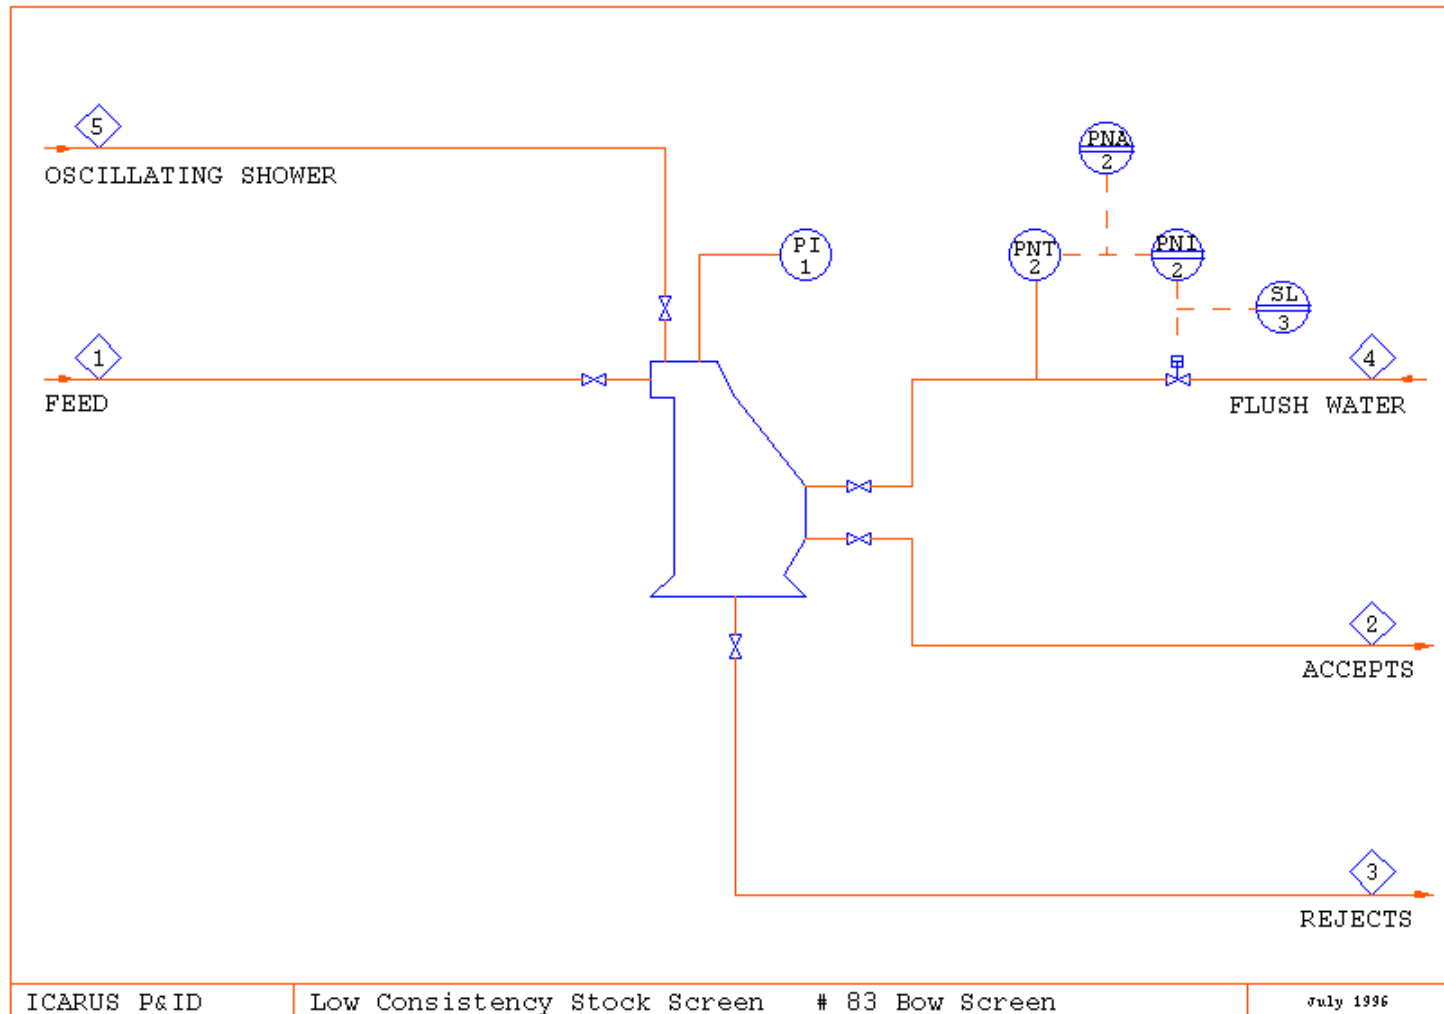 5
OSCILLATING SHOWER
PNA
2
PI
1
PNT
2
PNI
2
SL
3
1
FEED
4
FLUSH WATER
2
ACCEPTS
3
REJECTS
ICARUS P&ID
Low Consistency Stock Screen # 83 Bow Screen
July 1996